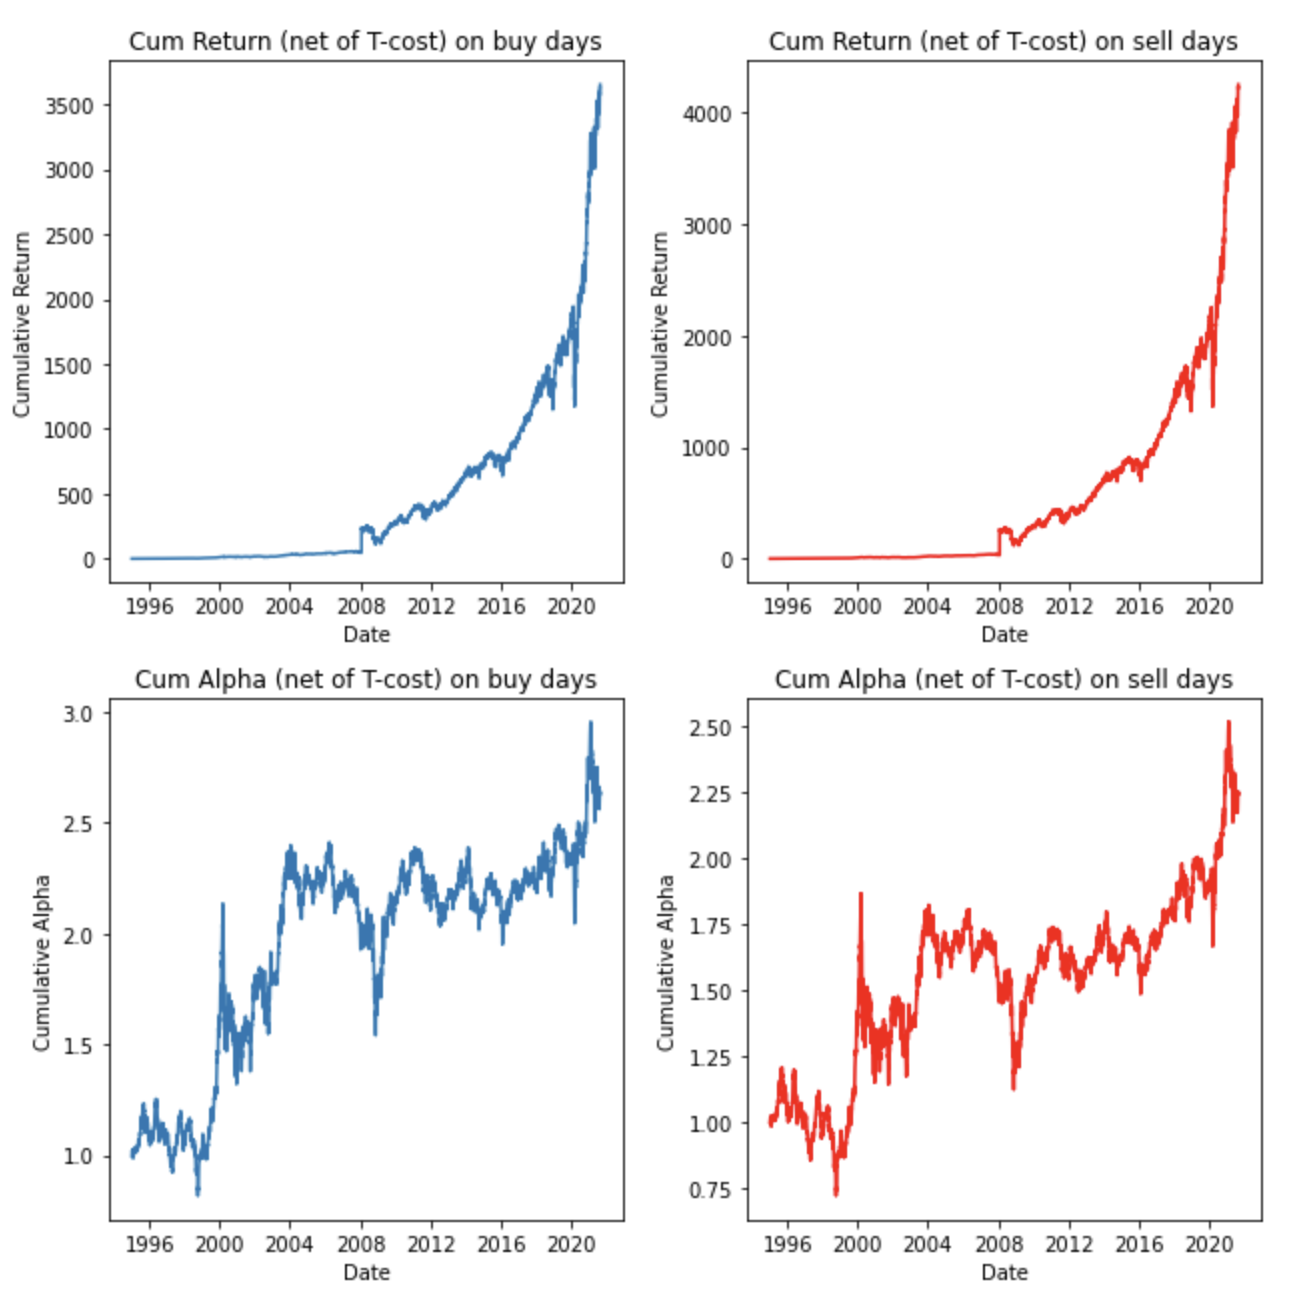 Cum Return (net of T-cost) on buy days
3500
3000
2500
2000
1500
1000
500
0
Cumulative Return
1996 2000 2004 2008 2012 2016 2020
Date
Cum Return (net of T-cost) on sell days
4000
3000
2000
1000
0
Cumulative Return
1996 2000 2004 2008 2012 2016 2020
Date
Cum Alpha (net of T-cost) on buy days
3.0
2.5
2.0
1.5
1.0
Cumulative Alpha
1996 2000 2004 2008 2012 2016 2020
Date
Cum Alpha (net of T-cost) on sell days
2.50
2.25
2.00
1.75
1.50
1.25
1.00
0.75
Cumulative Alpha
1996 2000 2004 2008 2012 2016 2020
Date